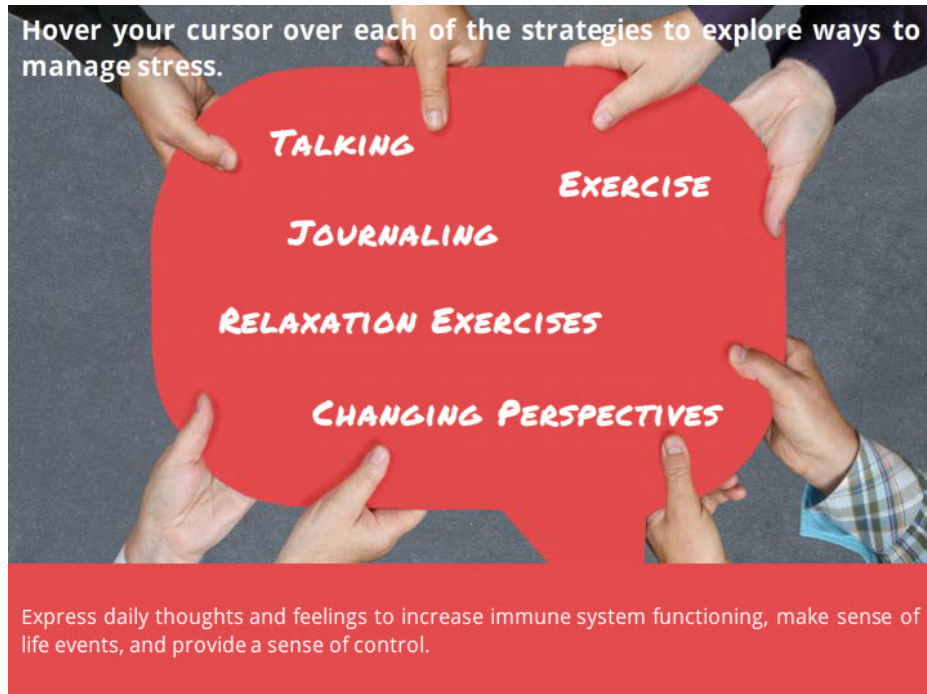 Hover your cursor over each of the strategies to explore ways to
manage stress.
TALKING
EXERCISE
JOURNALING
RELAXATION EXERCISES
CHANGING PERSPECTIVES
Express daily thoughts and feelings to increase immune system functioning, make sense of
life events, and provide a sense of control.